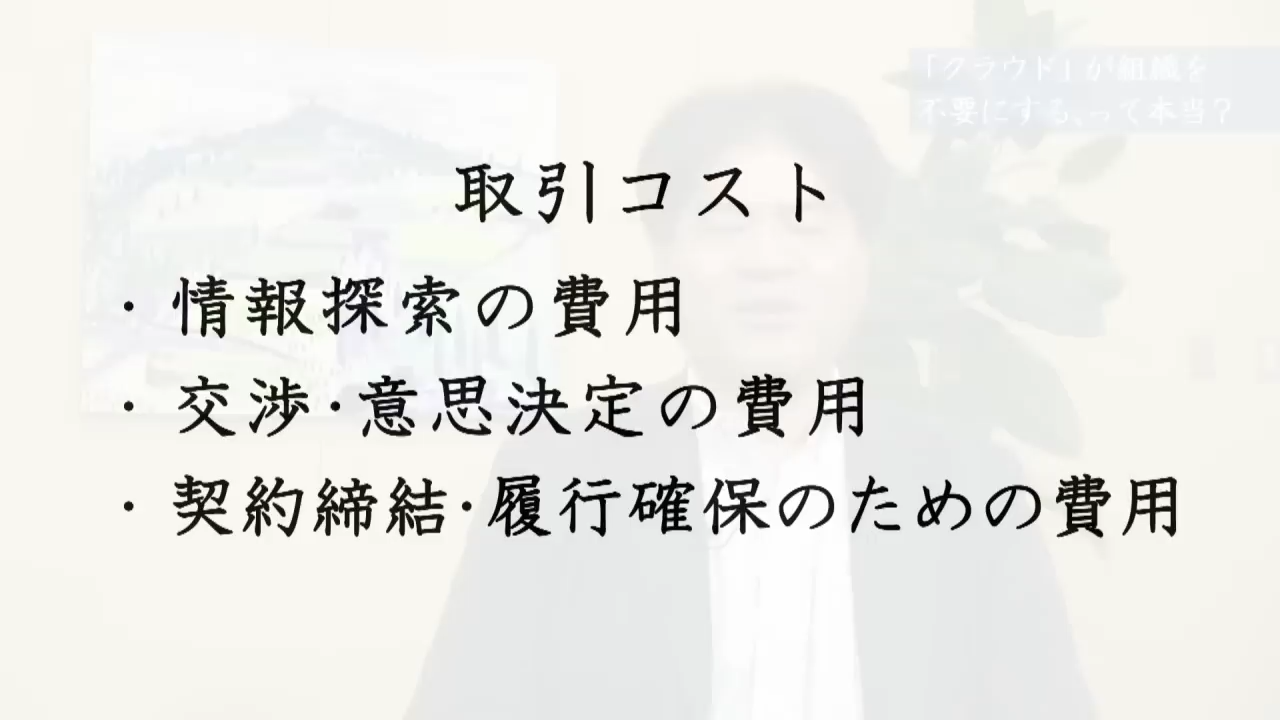 「クラウド」が組織を
不要にする、って本当？
取引コスト
・ 情報探索の費用
・ 交渉・意思決定の費用
・ 契約締結・履行確保のための費用